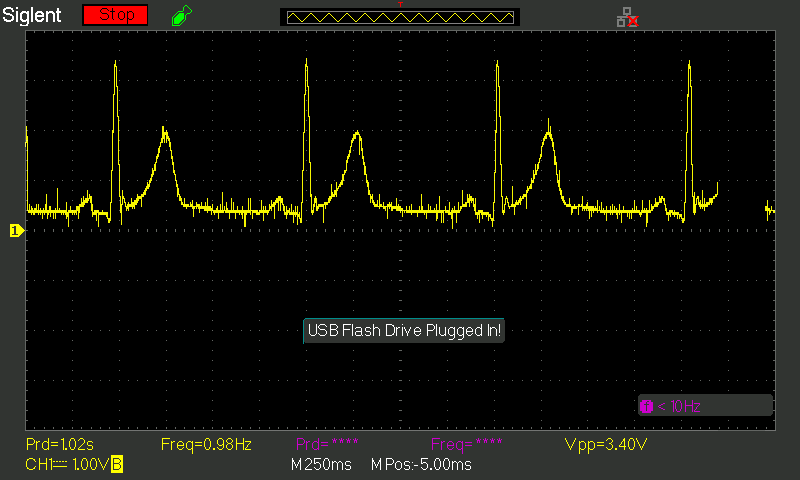 Siglent Stop T
1
USB Flash Drive Plugged In!
T < 10Hz
Prd=1.02s Freq=0.98Hz Prd=**** Freq=**** Vpp=3.40V
CH1 1.00V B M250ms M Pos:-5.00ms